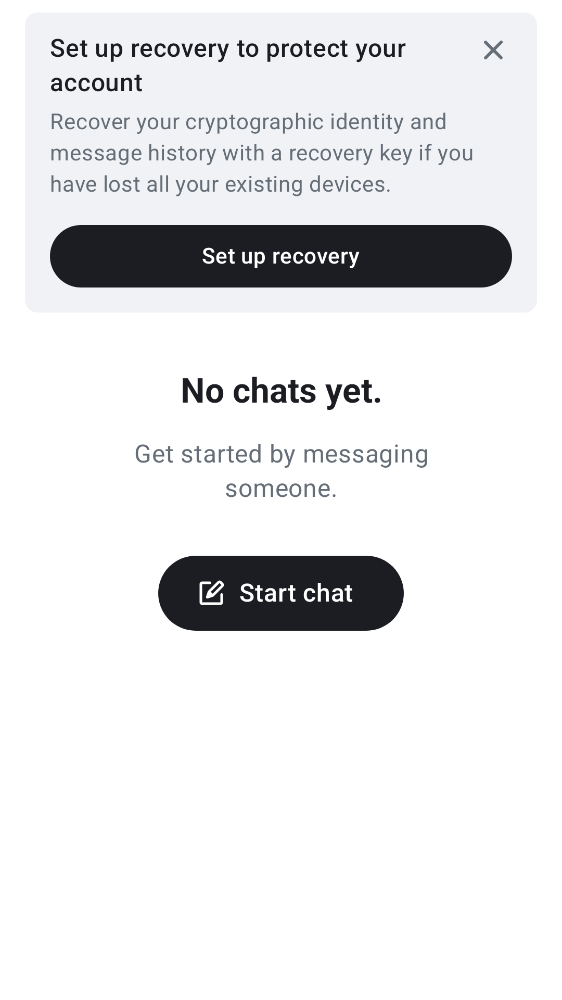 Set up recovery to protect your
account
Recover your cryptographic identity and
message history with a recovery key if you
have lost all your existing devices.
Set up recovery
No chats yet.
Get started by messaging
someone.
Start chat